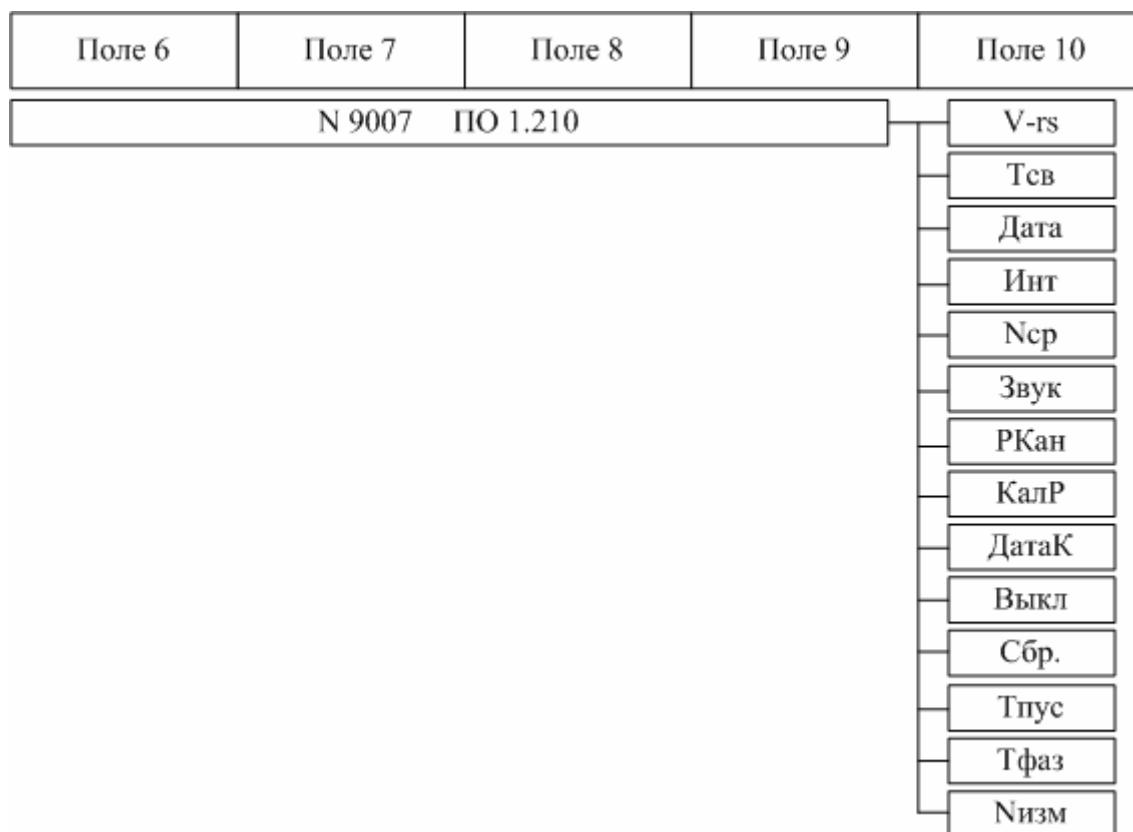 Поле 6 Поле 7 Поле 8 Поле 9 Поле 10
N 9007 ПО 1.210 V-rs
Тсв
Дата
Инт
Nср
Звук
РКан
КалР
ДатаК
Выкл
Сбр.
Тпус
Тфаз
Nизм